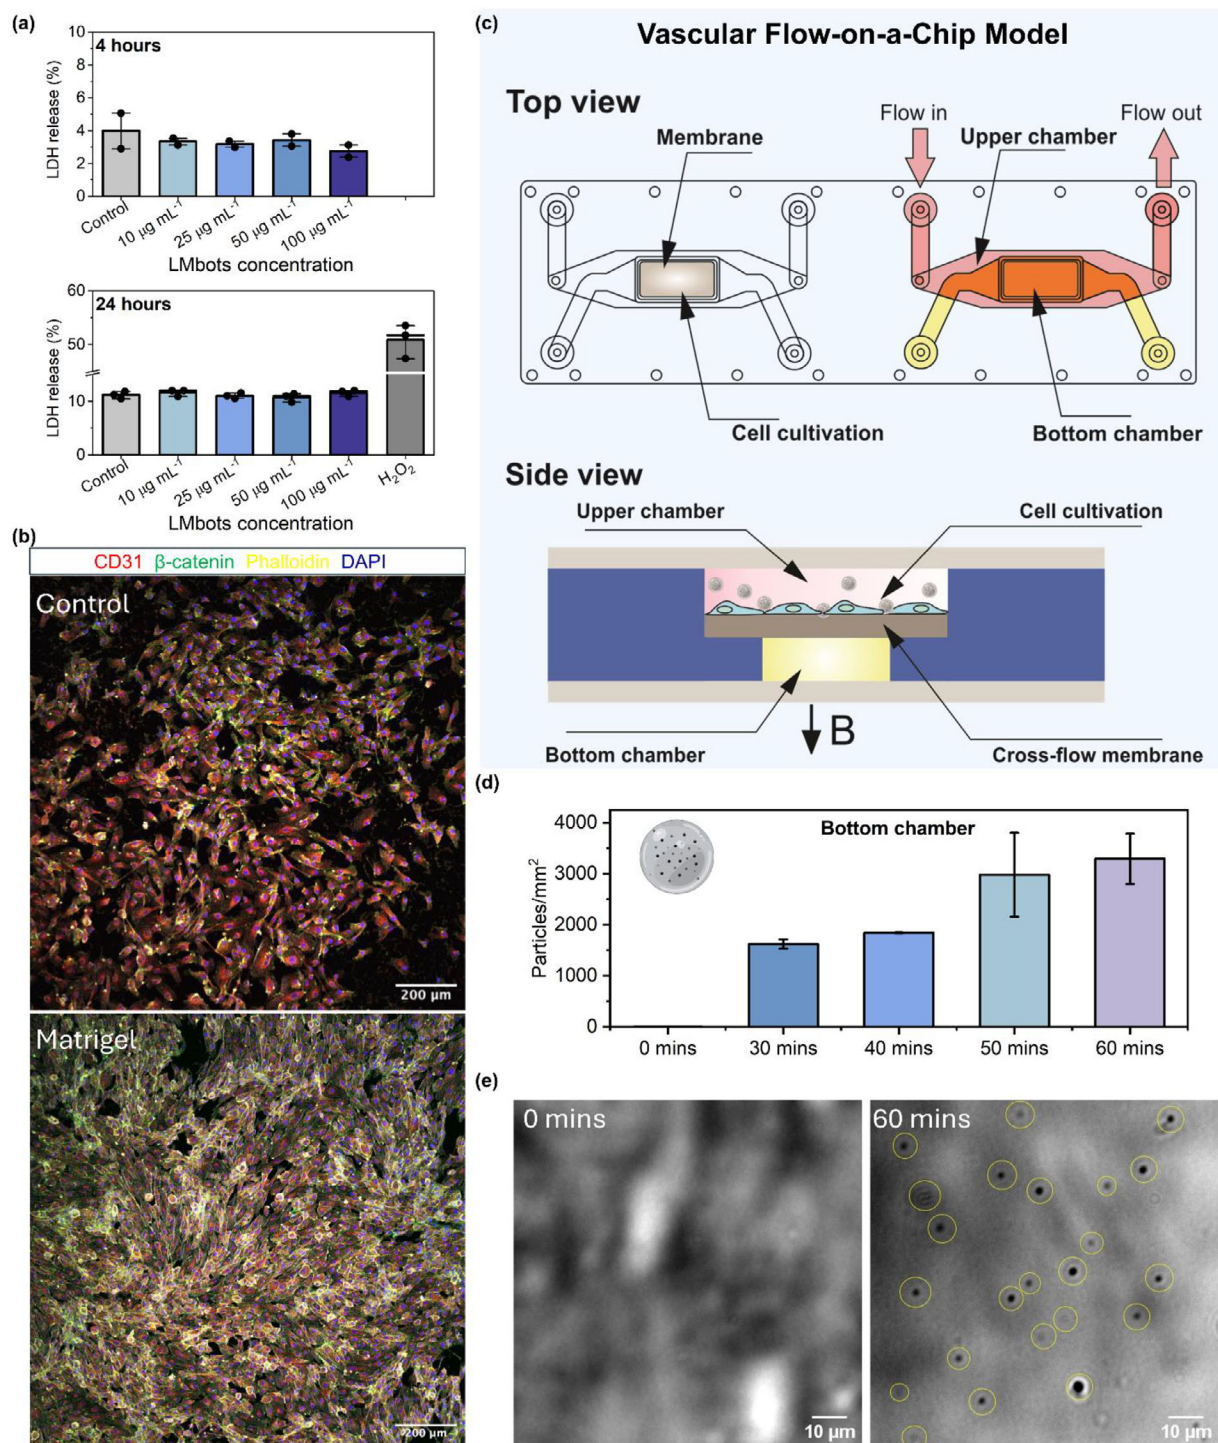 (a)
4 hours
LDH release (%)
10
8
6
4
2
0
Control
10 µg mL⁻¹
25 µg mL⁻¹
50 µg mL⁻¹
100 µg mL⁻¹
LMbots concentration
24 hours
LDH release (%)
60
50
10
0
Control
10 µg mL⁻¹
25 µg mL⁻¹
50 µg mL⁻¹
100 µg mL⁻¹
H₂O₂
LMbots concentration
(b)
CD31 β-catenin Phalloidin DAPI
Control
200 µm
Matrigel
200 µm
(c)
Vascular Flow-on-a-Chip Model
Top view
Flow in
Flow out
Membrane
Upper chamber
Cell cultivation
Bottom chamber
Side view
Upper chamber
Cell cultivation
Bottom chamber
B
Cross-flow membrane
(d)
Bottom chamber
Particles/mm²
4000
3000
2000
1000
0
0 mins
30 mins
40 mins
50 mins
60 mins
(e)
0 mins
10 µm
60 mins
10 µm